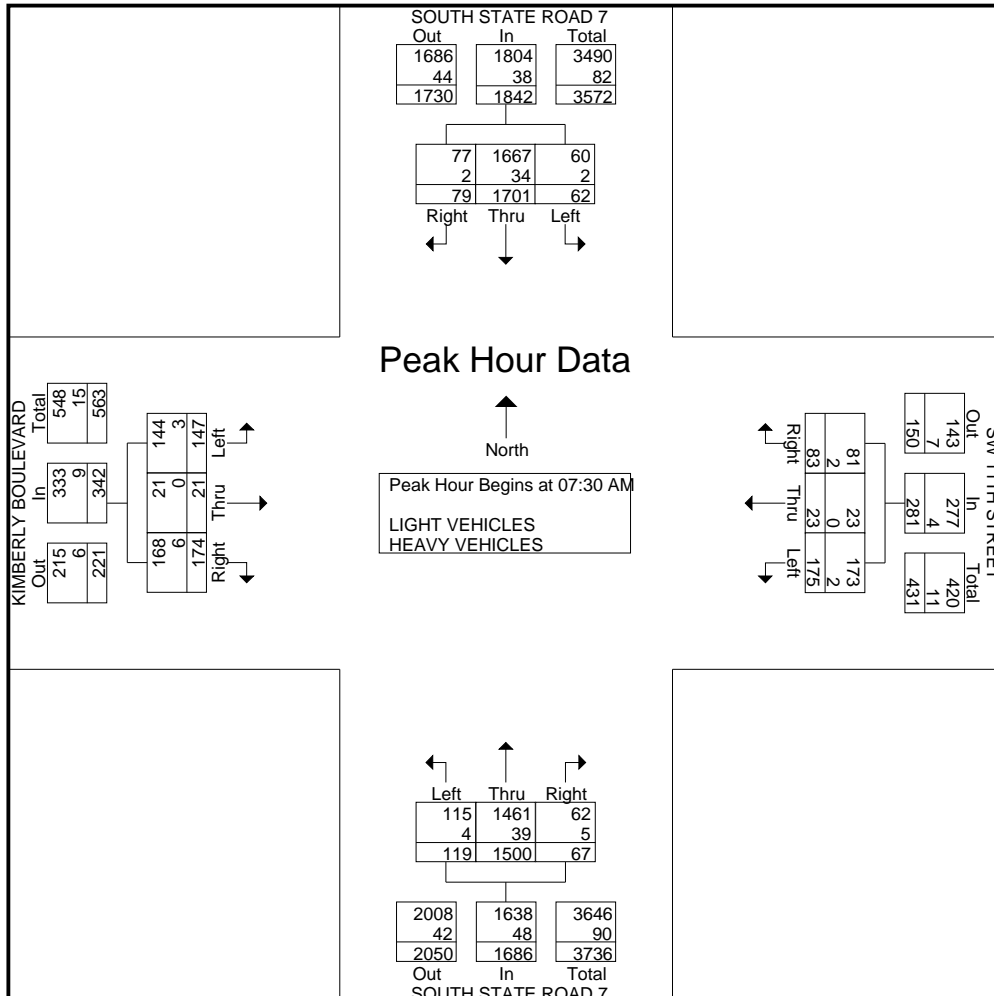 SOUTH STATE ROAD 7
Out In Total
1686 1804 3490
44 38 82
1730 1842 3572
77 1667 60
2 34 2
79 1701 62
Right Thru Left
Peak Hour Data
North
Peak Hour Begins at 07:30 AM
LIGHT VEHICLES
HEAVY VEHICLES
KIMBERLY BOULEVARD
Total In Out
548 333 215
15 9 6
563 342 221
144 21 168
3 0 6
147 21 174
Left Thru Right
Right Thru Left
83 23 175
2 0 2
81 23 173
150 281 431
7 4 11
143 277 420
Out In Total
STREET
Left Thru Right
115 1461 62
4 39 5
119 1500 67
2008 1638 3646
42 48 90
2050 1686 3736
Out In Total
SOUTH STATE ROAD 7